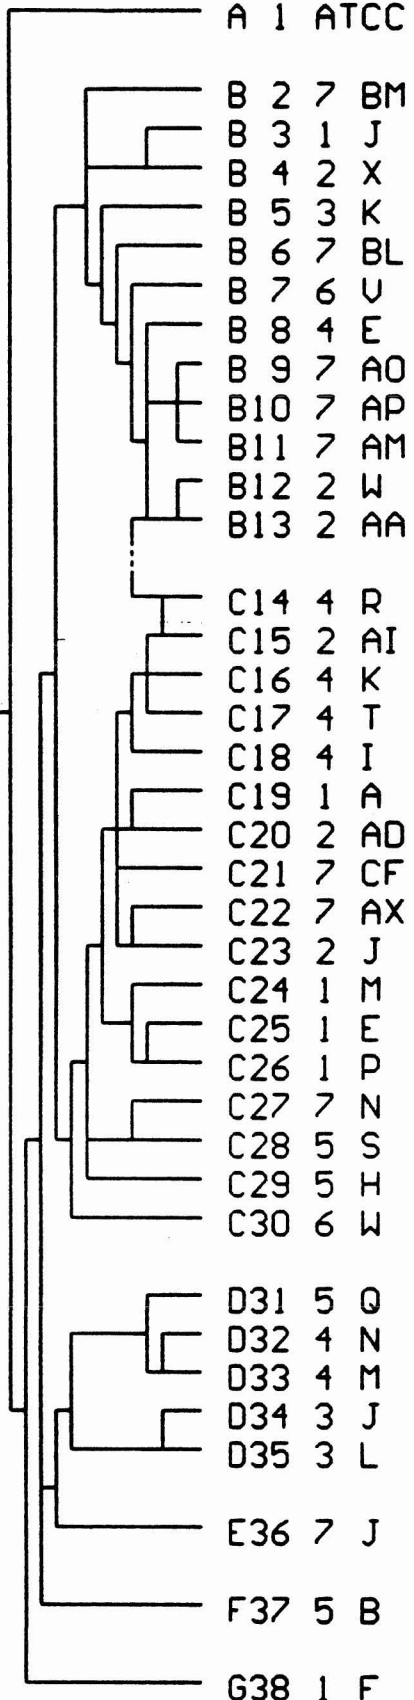 A 1 ATCC
B 2 7 BM
B 3 1 J
B 4 2 X
B 5 3 K
B 6 7 BL
B 7 6 V
B 8 4 E
B 9 7 AO
B10 7 AP
B11 7 AM
B12 2 W
B13 2 AA
C14 4 R
C15 2 AI
C16 4 K
C17 4 T
C18 4 I
C19 1 A
C20 2 AD
C21 7 CF
C22 7 AX
C23 2 J
C24 1 M
C25 1 E
C26 1 P
C27 7 N
C28 5 S
C29 5 H
C30 6 W
D31 5 Q
D32 4 N
D33 4 M
D34 3 J
D35 3 L
E36 7 J
F37 5 B
G38 1 F